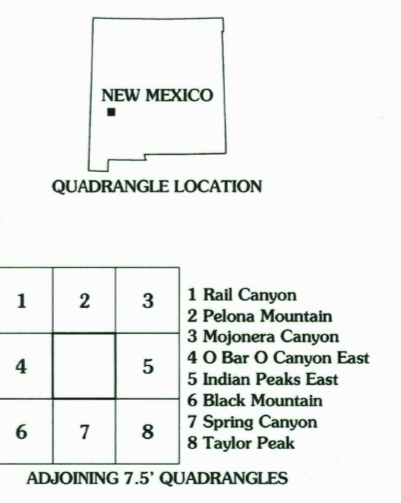 NEW MEXICO
QUADRANGLE LOCATION
1 2 3
4 5
6 7 8
1 Rail Canyon
2 Pelona Mountain
3 Mojonera Canyon
4 O Bar O Canyon East
5 Indian Peaks East
6 Black Mountain
7 Spring Canyon
8 Taylor Peak
ADJOINING 7.5' QUADRANGLES